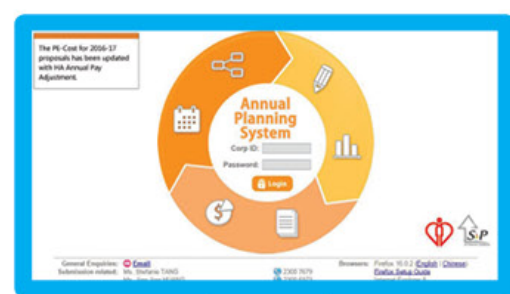 The PE-Cost for 2016-17
proposals has been updated
with HA Annual Pay
Adjustment.
Annual
Planning
System
Corp ID:
Password:
Login
S P
General Enquiries: Email
Submission related: Ms. Stefania TANG 2300 7679
Browsers: Firefox 10.0.2 (English | Chinese)
Firefox Setup Guide